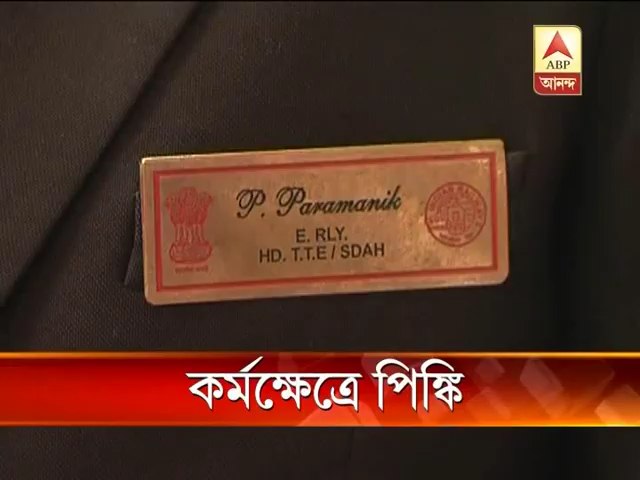 ABP
আনন্দ
P. Paramanik
E. RLY.
HD. T.T.E / SDAH
কর্মক্ষেত্রে পিঙ্কি